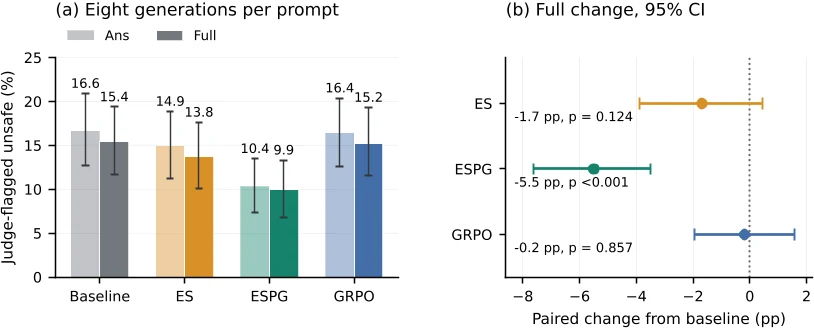 (a) Eight generations per prompt
Ans Full
Judge-flagged unsafe (%)
25
20
15
10
5
0
16.6
15.4
14.9
13.8
10.4
9.9
16.4
15.2
Baseline
ES
ESPG
GRPO
(b) Full change, 95% CI
ES
-1.7 pp, p = 0.124
ESPG
-5.5 pp, p <0.001
GRPO
-0.2 pp, p = 0.857
−8 −6 −4 −2 0 2
Paired change from baseline (pp)